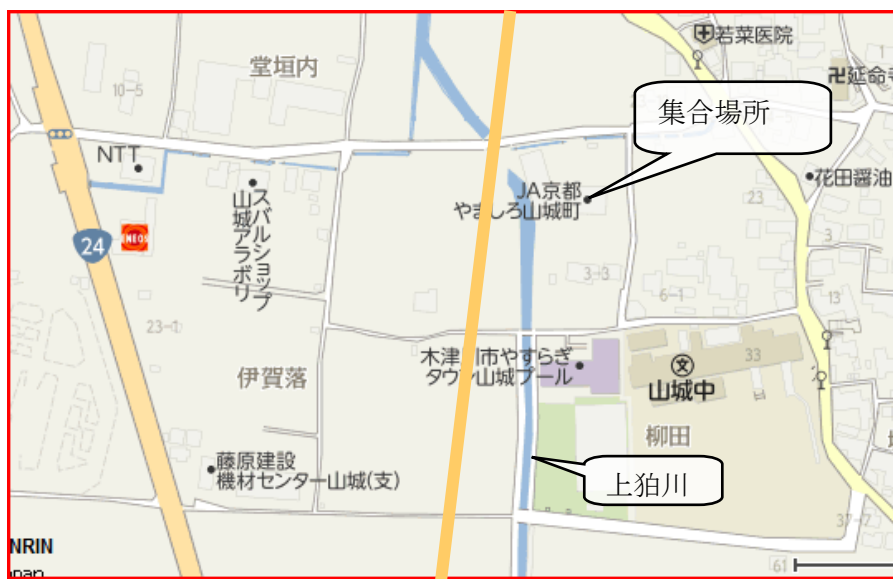 若菜医院
堂垣内
卍延命寺
10-5
集合場所
NTT
花田醤油
JA京都
やましろ山城町
スバルショップ
山城アラボリ
23
3
24
ENEOS
3-3
6-1
13
23-1
木津川市やすらぎ
タウン山城プール
33
文
山城中
伊賀落
柳田
藤原建設
機材センター山城(支)
上狛川
37-7
NRIN
61